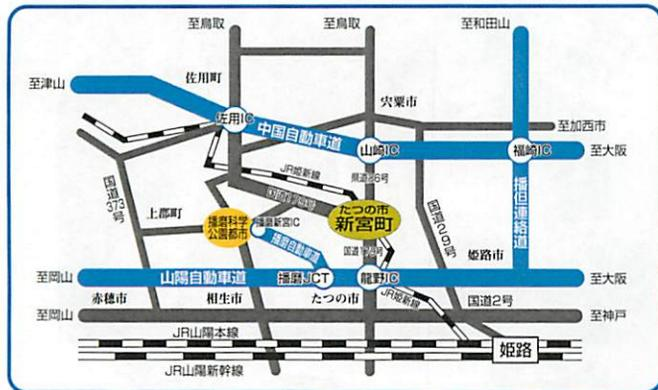 至鳥取
至鳥取
至和田山
至津山
佐用町
宍粟市
佐用IC
中国自動車道
至加西市
山崎IC
福崎IC
至大阪
JR姫新線
県道26号
国道373号
国道179号
たつの市
新宮町
国道29号
播但連絡道
上郡町
播磨科学
公園都市
播磨新宮IC
播磨自動車道
国道179号
姫路市
至岡山
山陽自動車道
播磨JCT
龍野IC
至大阪
赤穂市
相生市
たつの市
JR姫新線
国道2号
至岡山
至神戸
JR山陽本線
姫路
JR山陽新幹線